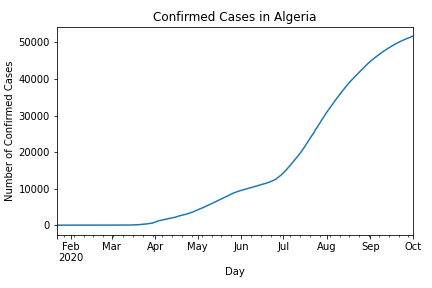 Confirmed Cases in Algeria
Number of Confirmed Cases
50000
40000
30000
20000
10000
0
Feb Mar Apr May Jun Jul Aug Sep Oct
2020
Day